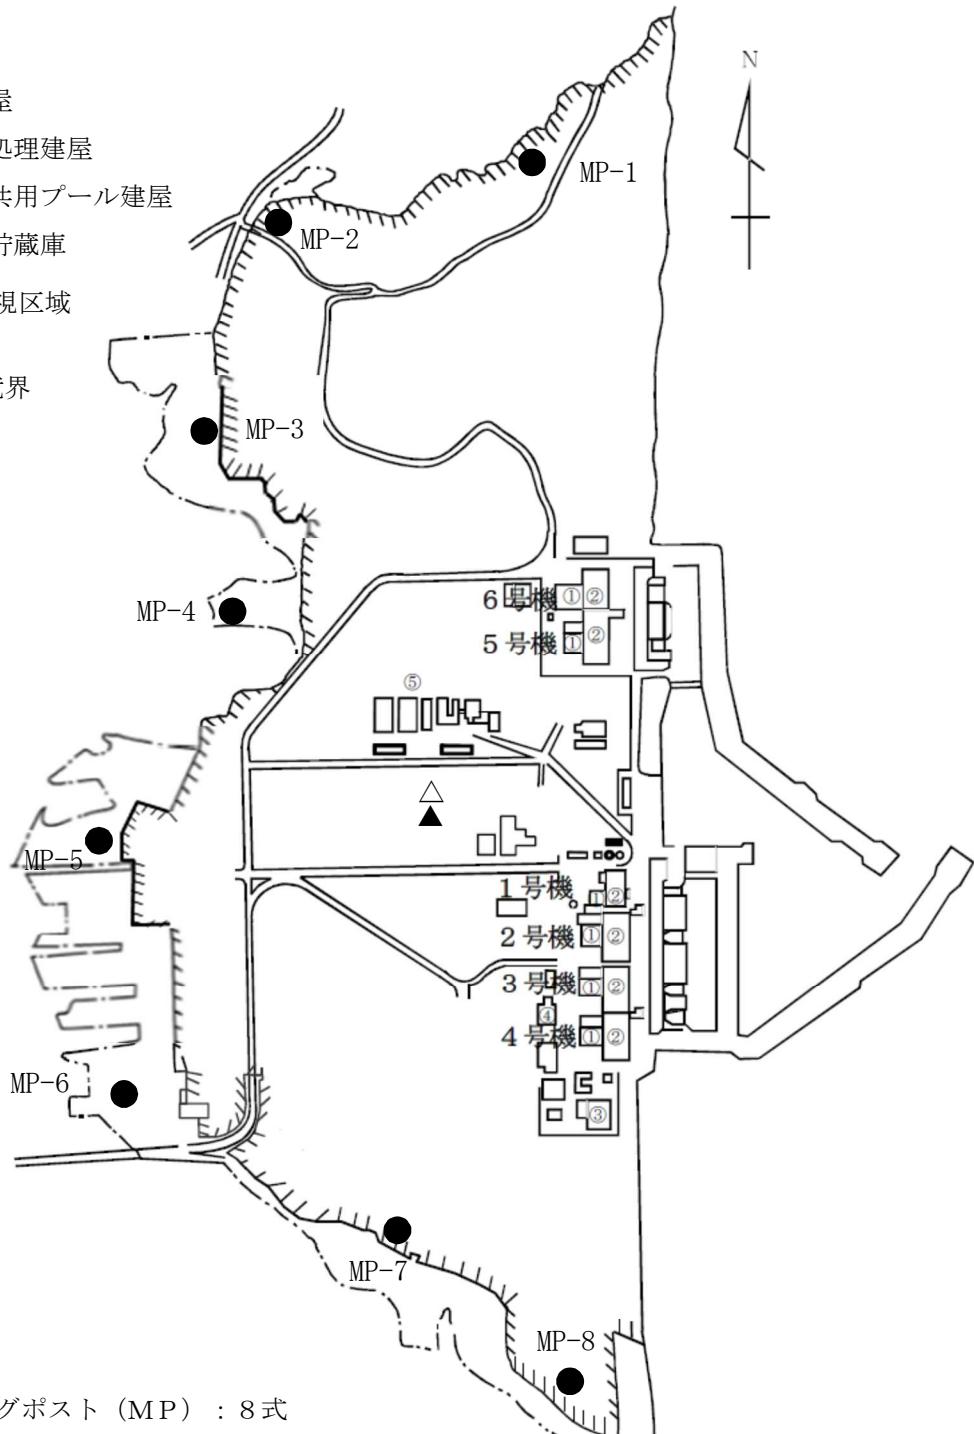 N
屋
処理建屋
共用プール建屋
貯蔵庫
視区域
境界
MP-1
MP-2
MP-3
MP-4
6号機 ① ②
5号機 ① ②
⑤
△
▲
MP-5
1号機 ① ②
2号機 ① ②
3号機 ① ②
④
4号機 ① ②
③
MP-6
MP-7
MP-8
グポスト（MP）：8式